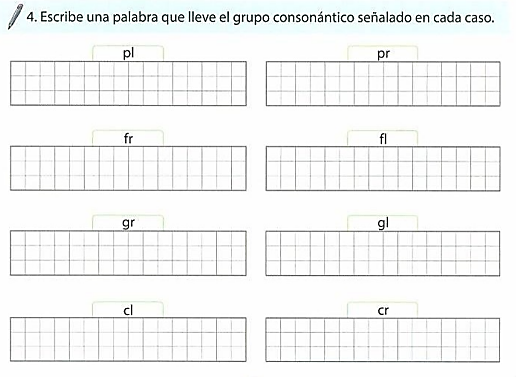 4. Escribe una palabra que lleve el grupo consonántico señalado en cada caso.
pl
pr
fr
fl
gr
gl
cl
cr